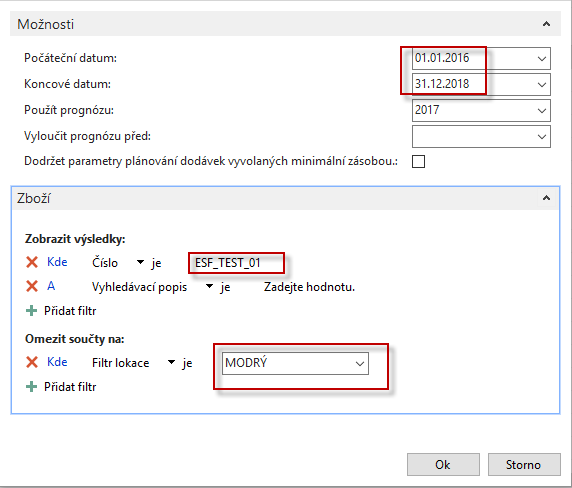 Možnosti
Počáteční datum: 01.01.2016
Koncové datum: 31.12.2018
Použít prognózu: 2017
Vyloučit prognózu před:
Dodržet parametry plánování dodávek vyvolaných minimální zásobou.:
Zboží
Zobrazit výsledky:
Kde Číslo je ESF_TEST_01
A Vyhledávací popis je Zadejte hodnotu.
Přidat filtr
Omezit součty na:
Kde Filtr lokace je MODRÝ
Přidat filtr
Ok Storno